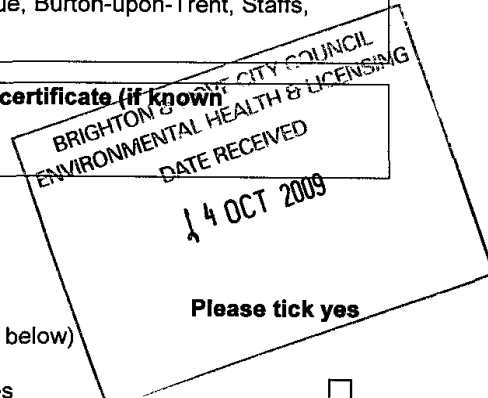 ue, Burton-upon-Trent, Staffs,
certificate (if known
BRIGHTON & HOVE CITY COUNCIL
ENVIRONMENTAL HEALTH & LICENSING
DATE RECEIVED
14 OCT 2009
Please tick yes
below)
s